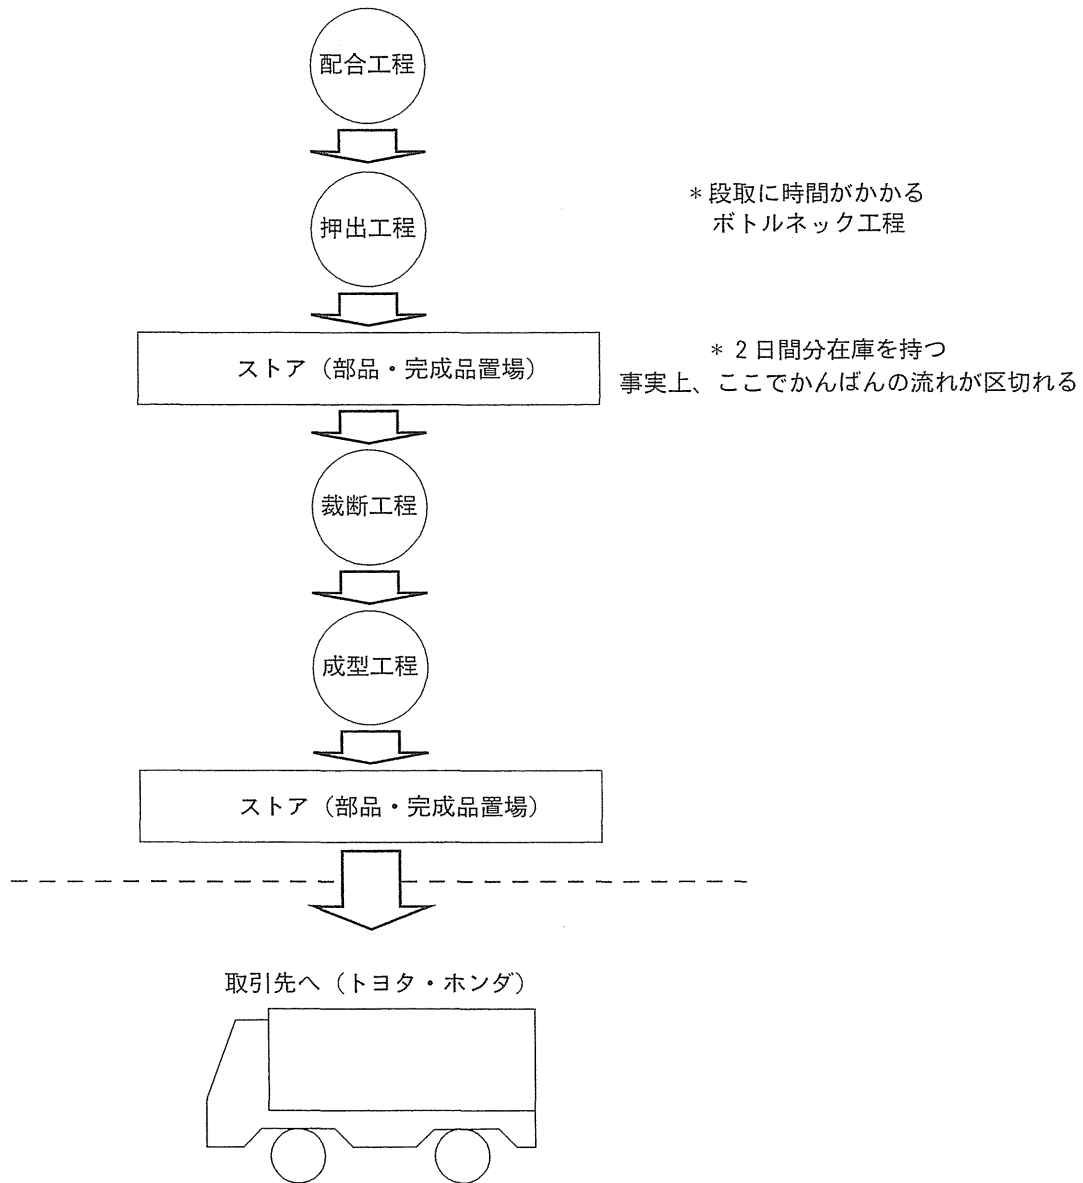 配合工程
押出工程
＊段取に時間がかかる
ボトルネック工程
ストア（部品・完成品置場）
＊２日間分在庫を持つ
事実上、ここでかんばんの流れが区切れる
裁断工程
成型工程
ストア（部品・完成品置場）
取引先へ（トヨタ・ホンダ）